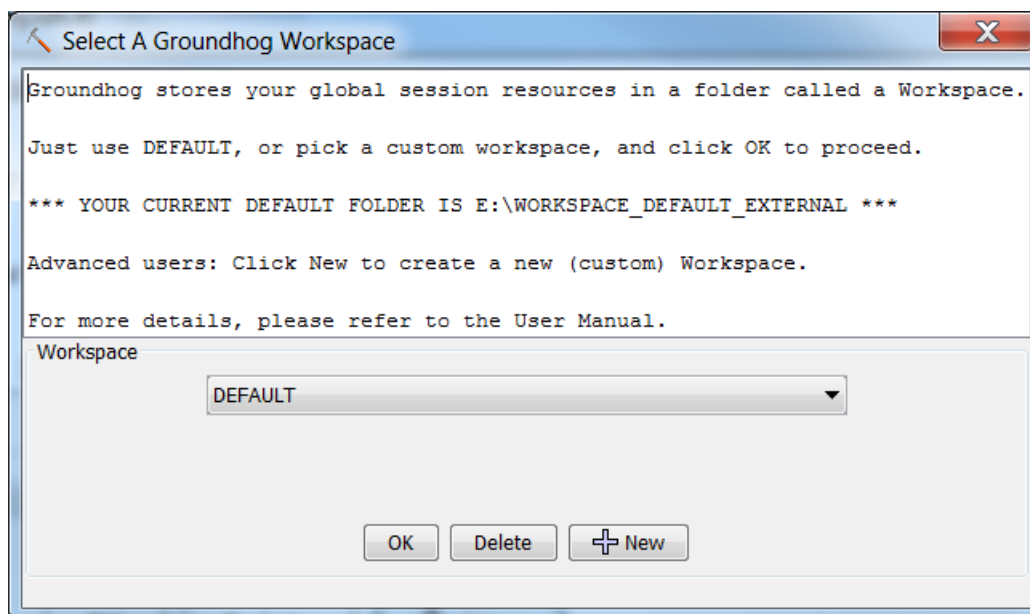 Select A Groundhog Workspace
Groundhog stores your global session resources in a folder called a Workspace.
Just use DEFAULT, or pick a custom workspace, and click OK to proceed.
*** YOUR CURRENT DEFAULT FOLDER IS E:\WORKSPACE_DEFAULT_EXTERNAL ***
Advanced users: Click New to create a new (custom) Workspace.
For more details, please refer to the User Manual.
Workspace
DEFAULT
OK Delete New